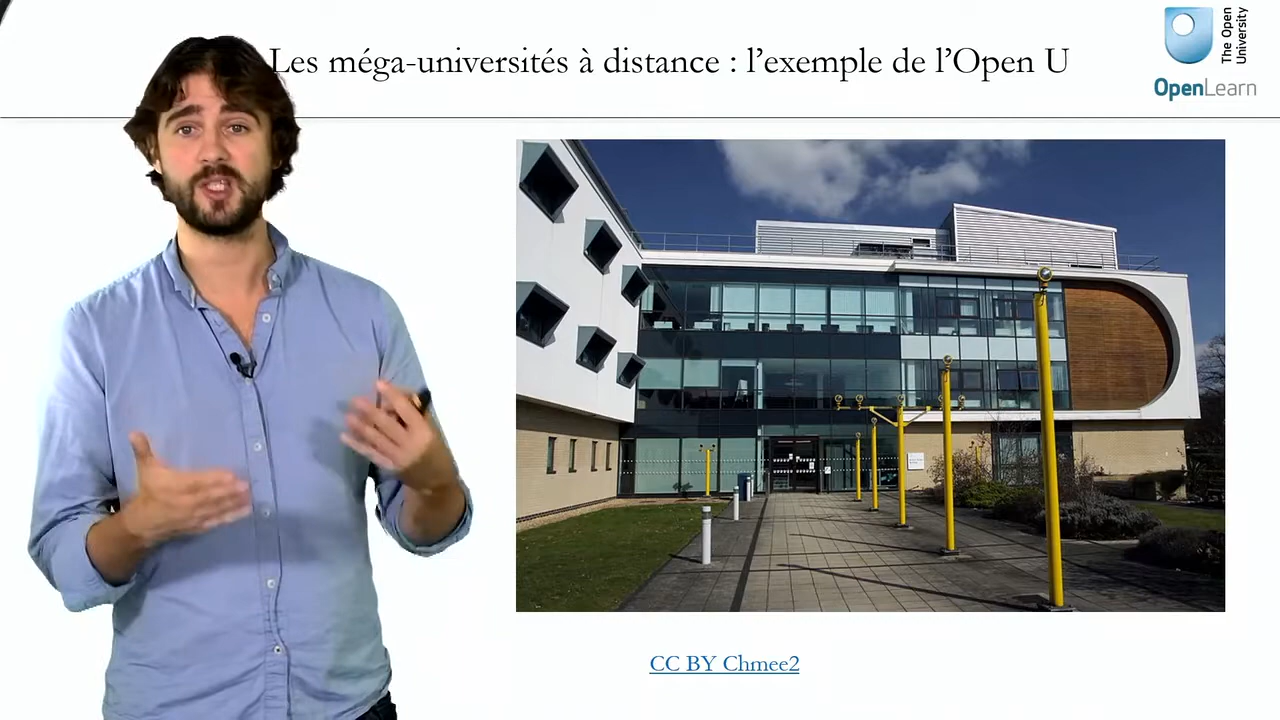 Les méga-universités à distance : l’exemple de l’Open U
The Open
University
OpenLearn
CC BY Chmee2